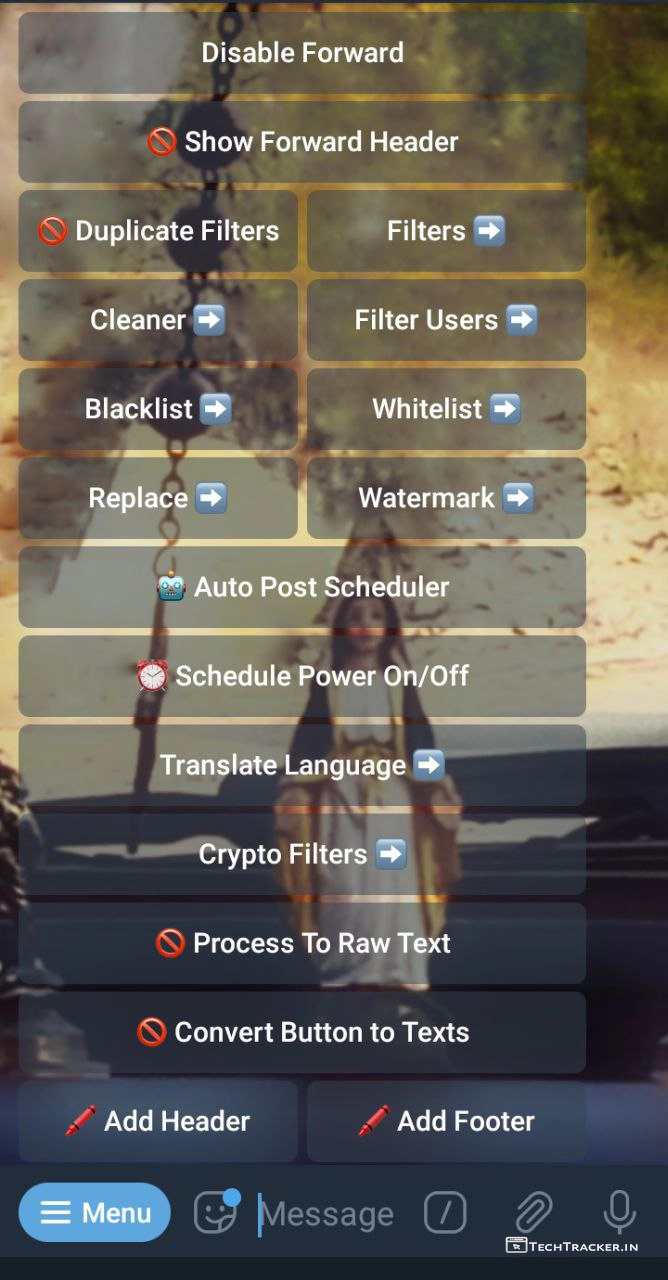 Disable Forward
🚫 Show Forward Header
🚫 Duplicate Filters
Filters ➡️
Cleaner ➡️
Filter Users ➡️
Blacklist ➡️
Whitelist ➡️
Replace ➡️
Watermark ➡️
🤖 Auto Post Scheduler
⏰ Schedule Power On/Off
Translate Language ➡️
Crypto Filters ➡️
🚫 Process To Raw Text
🚫 Convert Button to Texts
🖍️ Add Header
🖍️ Add Footer
Menu
Message
TechTracker.in